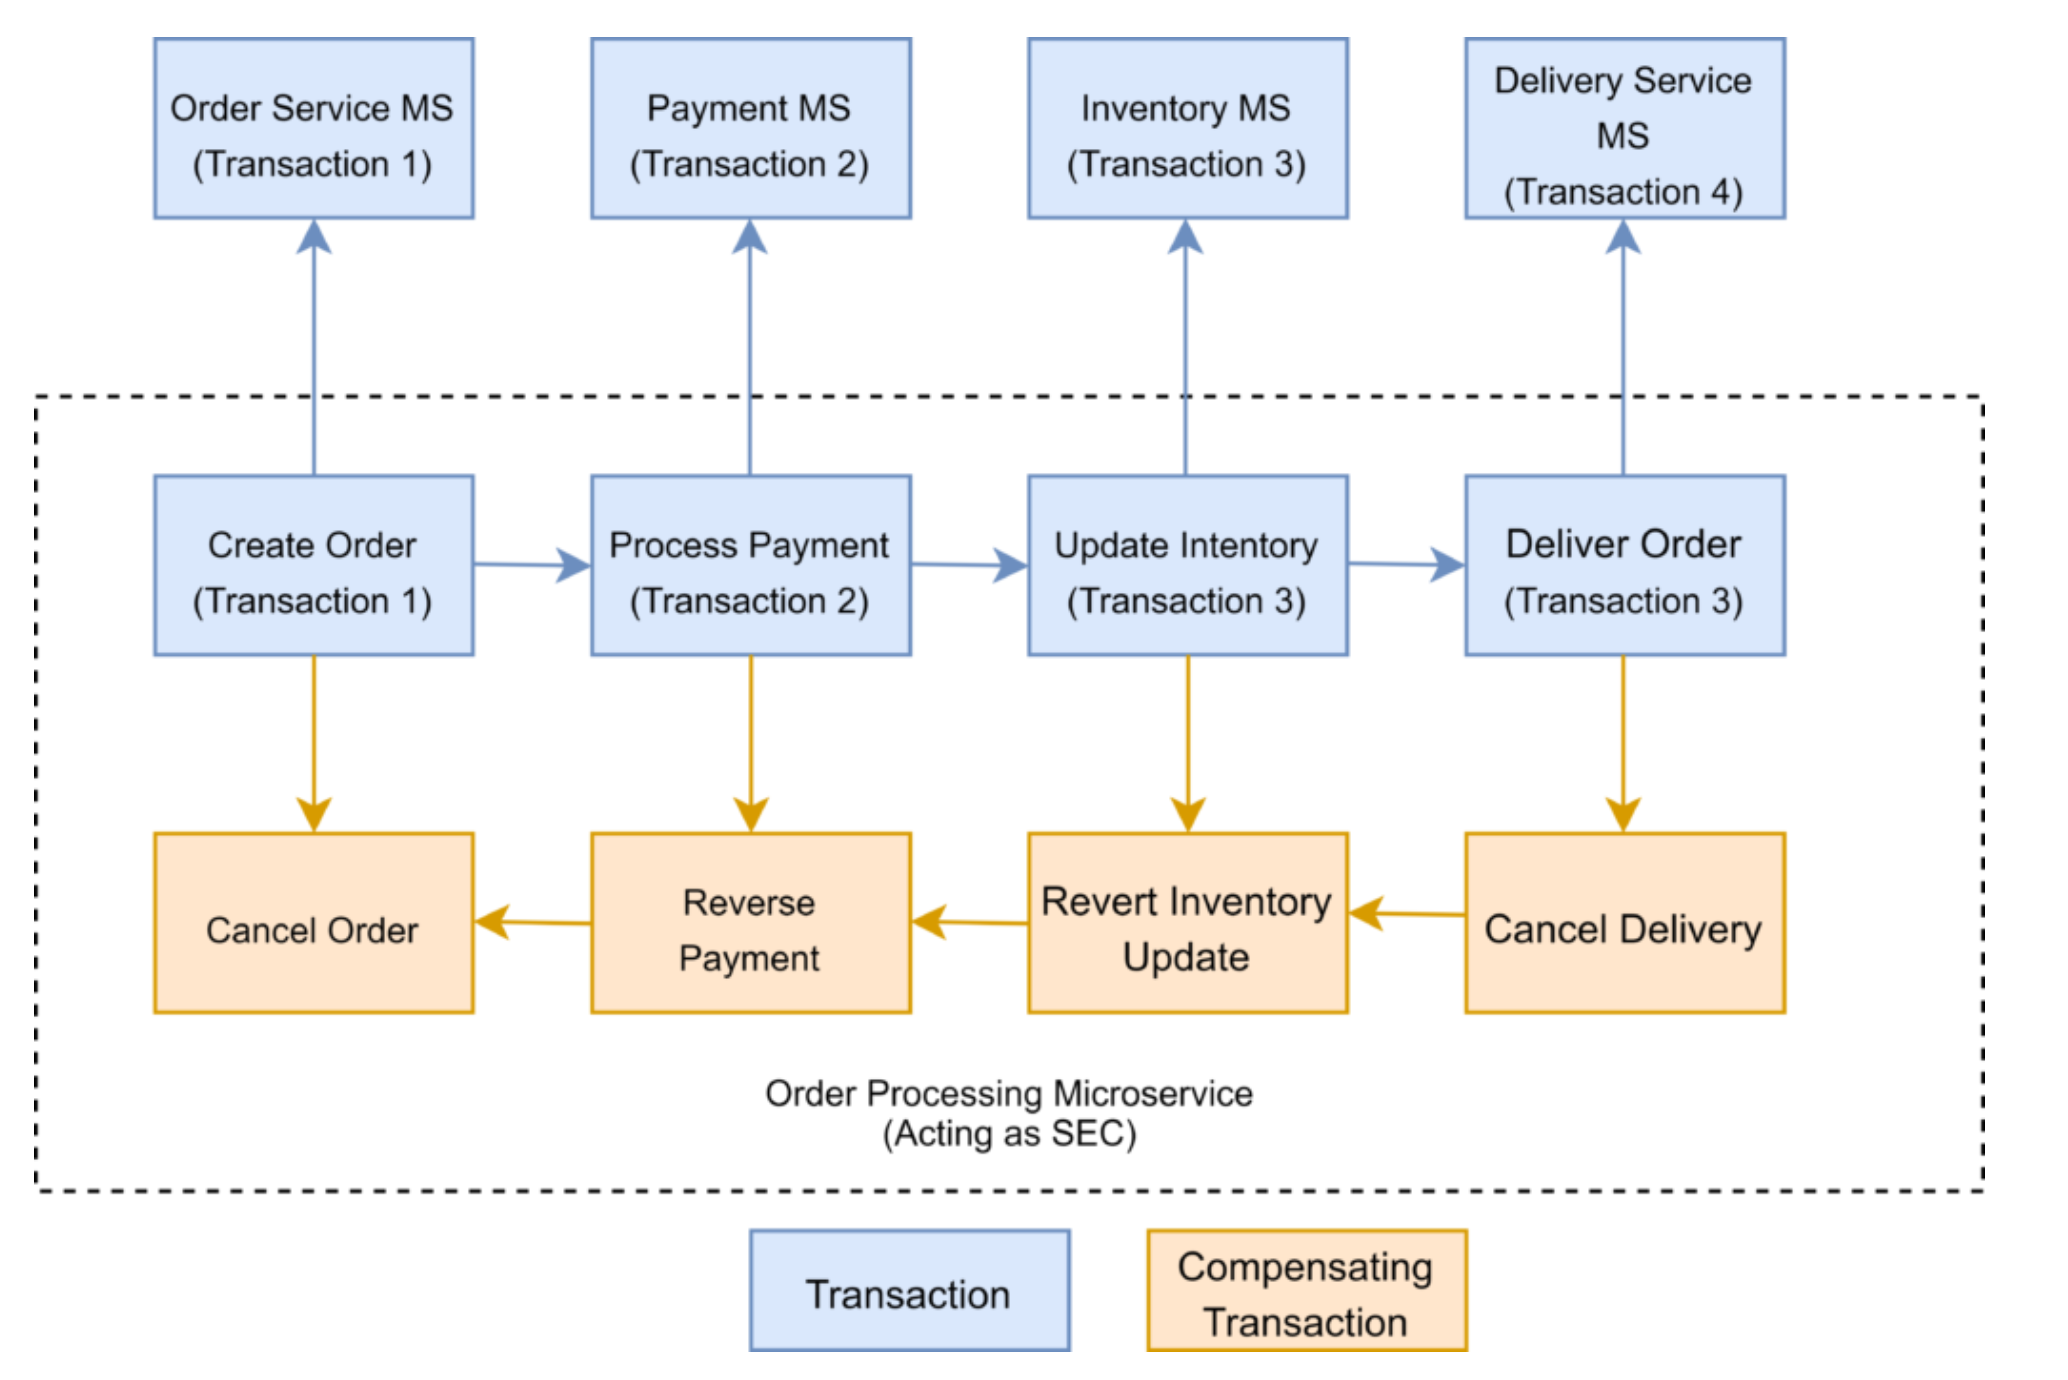 Order Service MS
(Transaction 1)
Payment MS
(Transaction 2)
Inventory MS
(Transaction 3)
Delivery Service
MS
(Transaction 4)
Create Order
(Transaction 1)
Process Payment
(Transaction 2)
Update Intentory
(Transaction 3)
Deliver Order
(Transaction 3)
Cancel Order
Reverse
Payment
Revert Inventory
Update
Cancel Delivery
Order Processing Microservice
(Acting as SEC)
Transaction
Compensating
Transaction